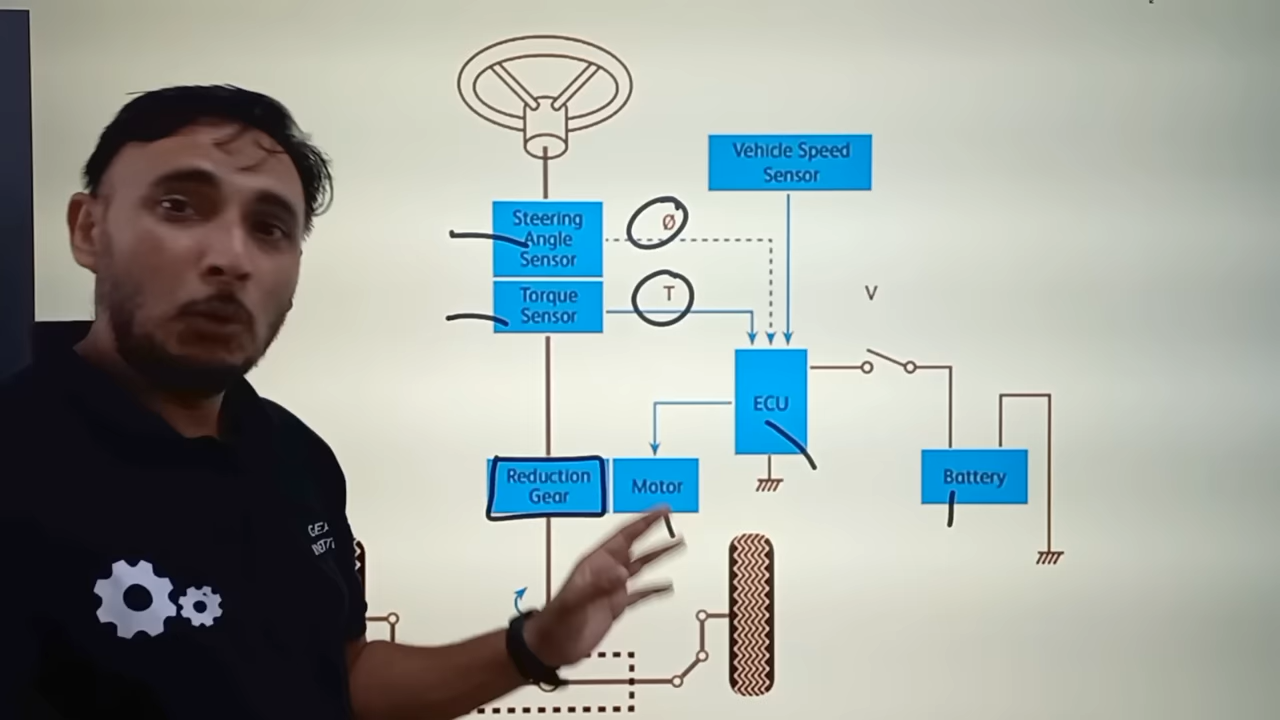 Vehicle Speed
Sensor
Steering
Angle
Sensor
Ø
Torque
Sensor
T
V
ECU
Reduction
Gear
Motor
Battery